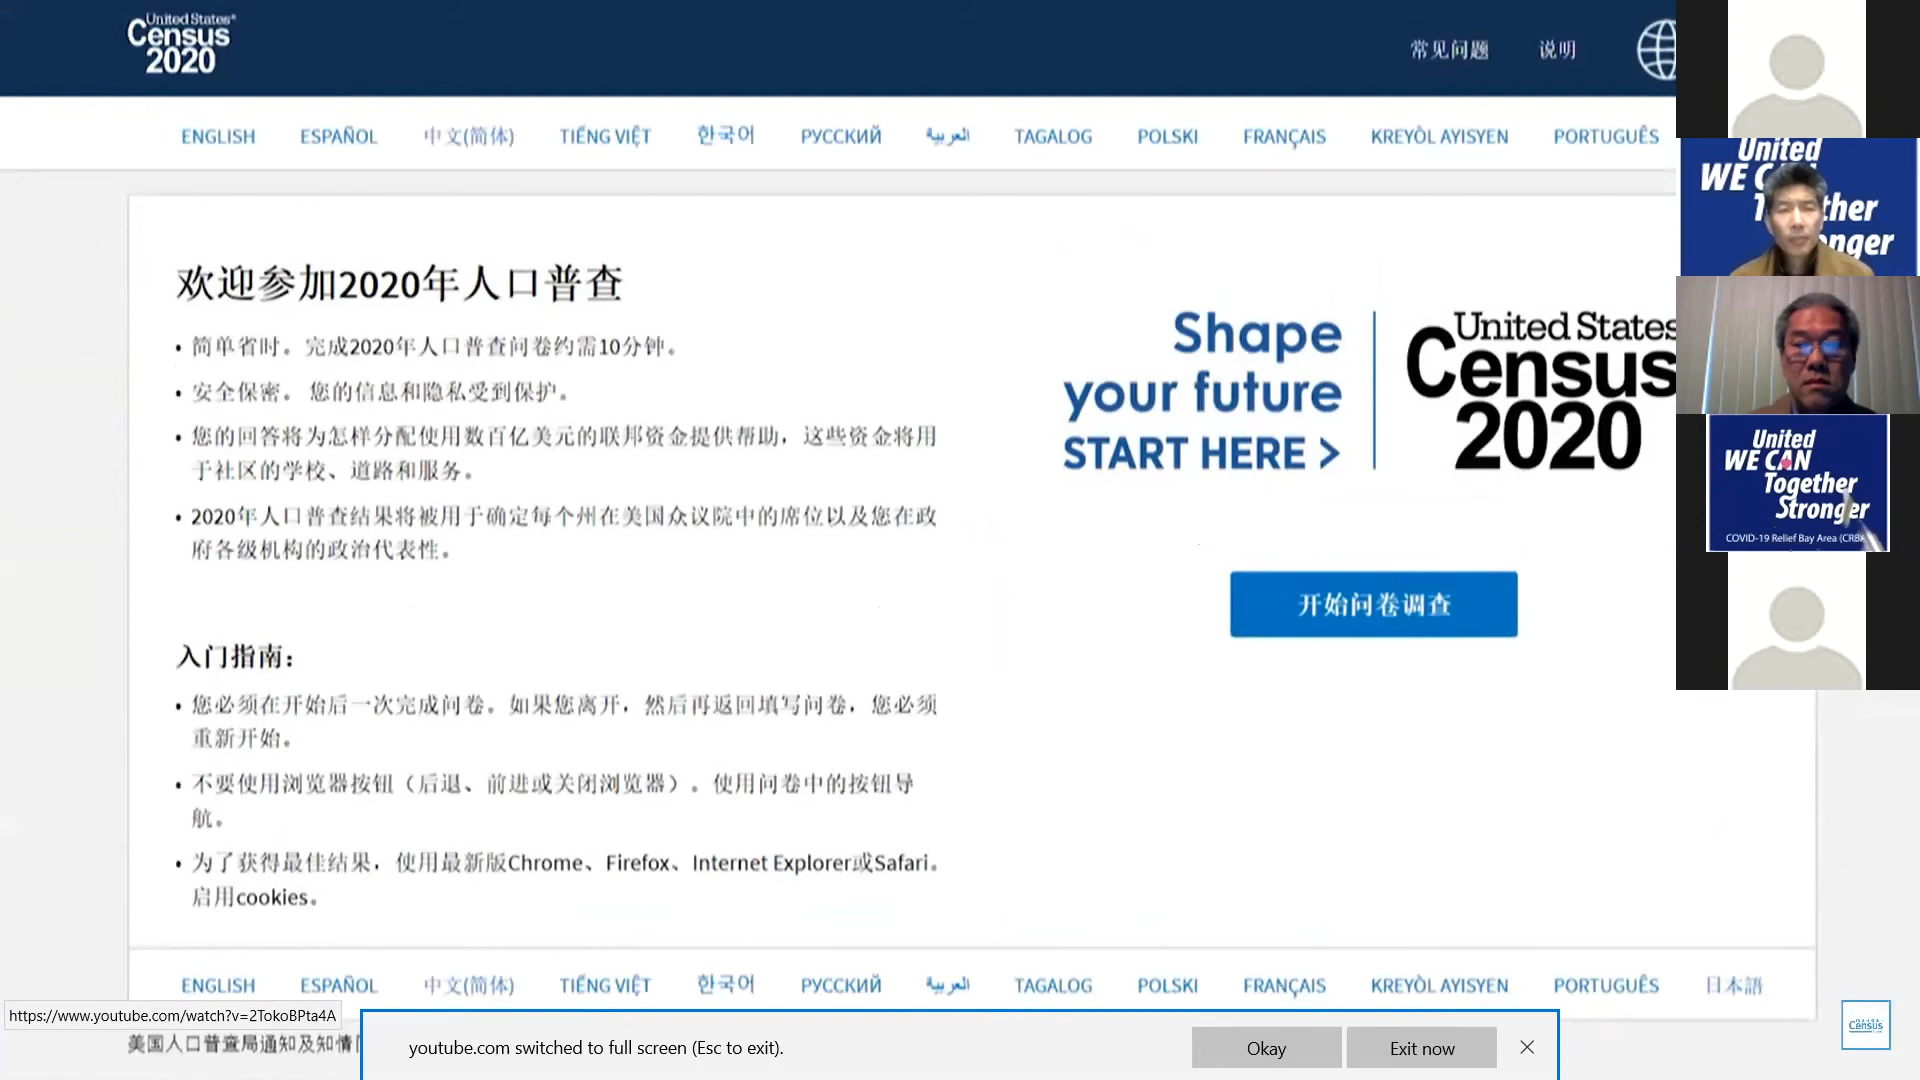 United States®
Census
2020
常见问题
说明
ENGLISH
ESPAÑOL
中文(简体)
TIẾNG VIỆT
한국어
РУССКИЙ
العربية
TAGALOG
POLSKI
FRANÇAIS
KREYÒL AYISYEN
PORTUGUÊS
欢迎参加2020年人口普查
• 简单省时。完成2020年人口普查问卷约需10分钟。
• 安全保密。 您的信息和隐私受到保护。
• 您的回答将为怎样分配使用数百亿美元的联邦资金提供帮助，这些资金将用
于社区的学校、道路和服务。
• 2020年人口普查结果将被用于确定每个州在美国众议院中的席位以及您在政
府各级机构的政治代表性。
入门指南：
• 您必须在开始后一次完成问卷。如果您离开，然后再返回填写问卷，您必须
重新开始。
• 不要使用浏览器按钮（后退、前进或关闭浏览器）。使用问卷中的按钮导
航。
• 为了获得最佳结果，使用最新版Chrome、Firefox、Internet Explorer或Safari。
启用cookies。
Shape
your future
START HERE >
United States
Census
2020
开始问卷调查
United
WE
United
WE CAN
Together
Stronger
COVID-19 Relief Bay Area
ENGLISH
ESPAÑOL
中文(简体)
TIẾNG VIỆT
한국어
РУССКИЙ
العربية
TAGALOG
POLSKI
FRANÇAIS
KREYÒL AYISYEN
PORTUGUÊS
日本語
https://www.youtube.com/watch?v=2TokoBPta4A
美国人口普查局通知及知情
youtube.com switched to full screen (Esc to exit).
Okay
Exit now
Census